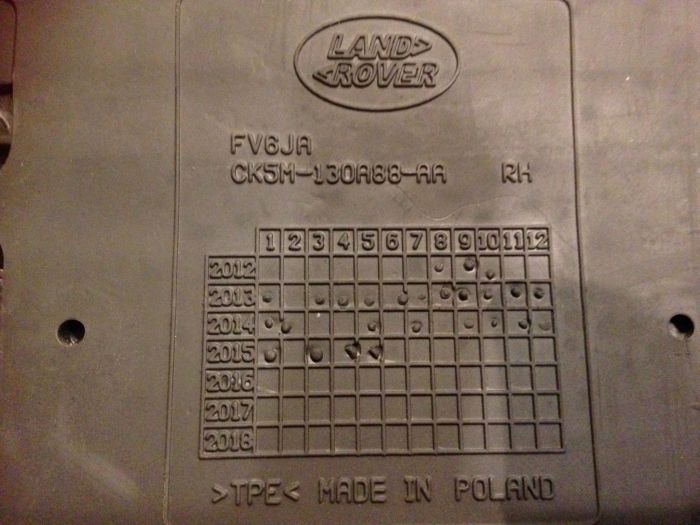 LAND
ROVER
FV6JA
CK5M-130A88-AA RH
1 2 3 4 5 6 7 8 9 10 11 12
2012
2013
2014
2015
2016
2017
2018
>TPE< MADE IN POLAND